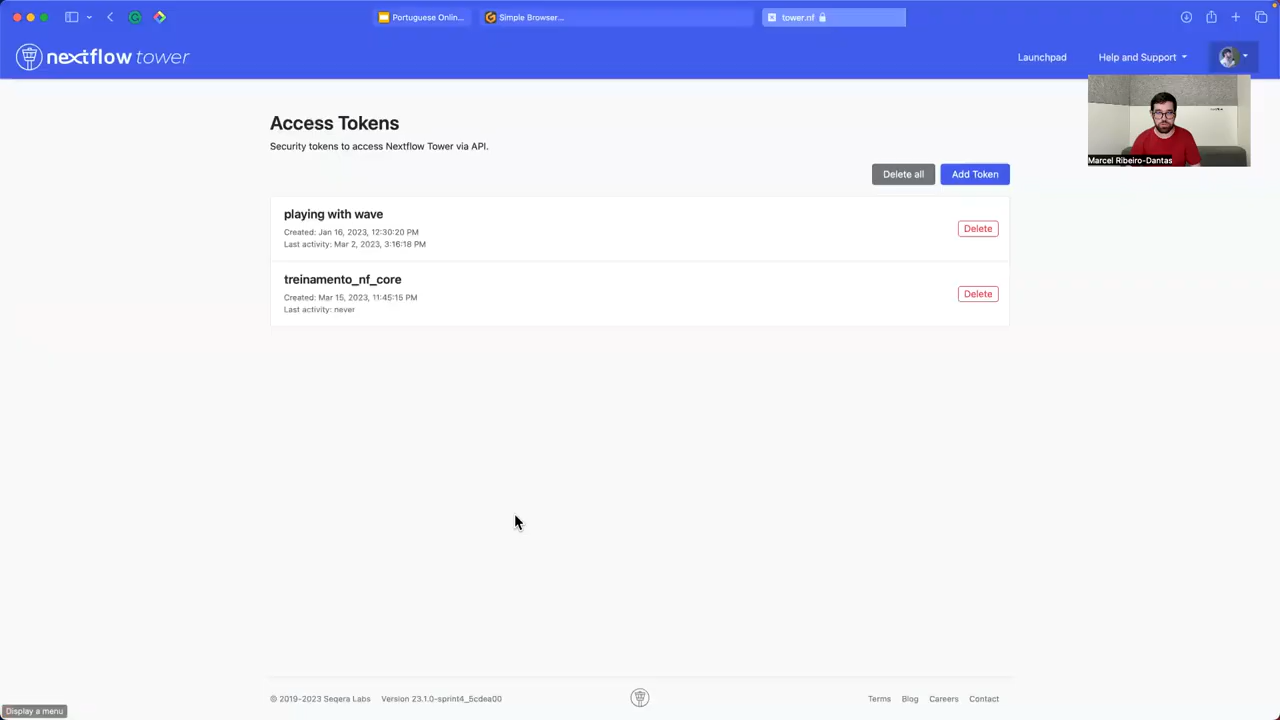 Portuguese Onlin...
Simple Browser...
tower.nf
nextflow tower
Launchpad
Help and Support
Marcel Ribeiro-Dantas
Access Tokens
Security tokens to access Nextflow Tower via API.
Delete all
Add Token
playing with wave
Created: Jan 16, 2023, 12:30:20 PM
Last activity: Mar 2, 2023, 3:16:18 PM
Delete
treinamento_nf_core
Created: Mar 15, 2023, 11:45:15 PM
Last activity: never
Delete
© 2019-2023 Seqera Labs
Version 23.1.0-sprint4_5cdea00
Terms
Blog
Careers
Contact
Display a menu